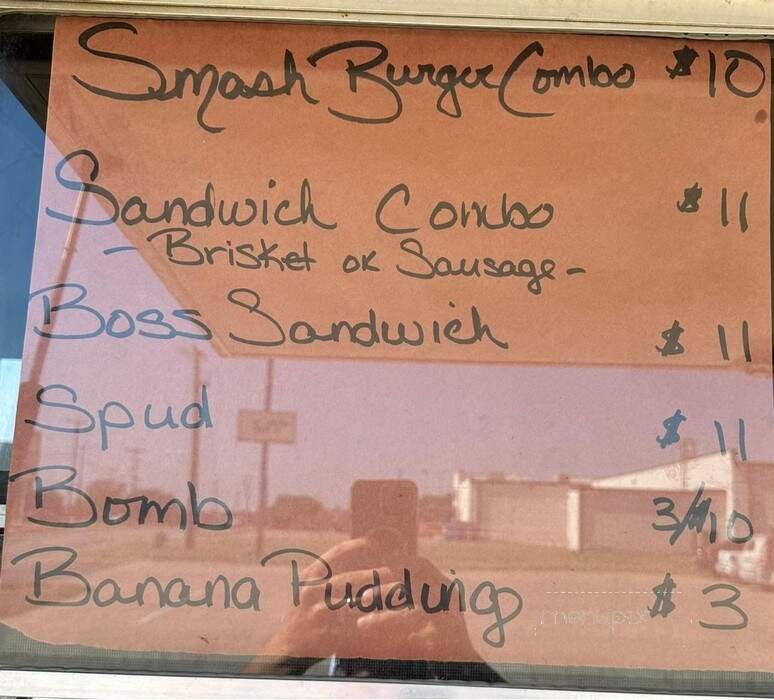 Smash Burger Combo $10
Sandwich Combo $11
- Brisket or Sausage -
Boss Sandwich $11
Spud $11
Bomb 3/$10
Banana Pudding $3
menupix